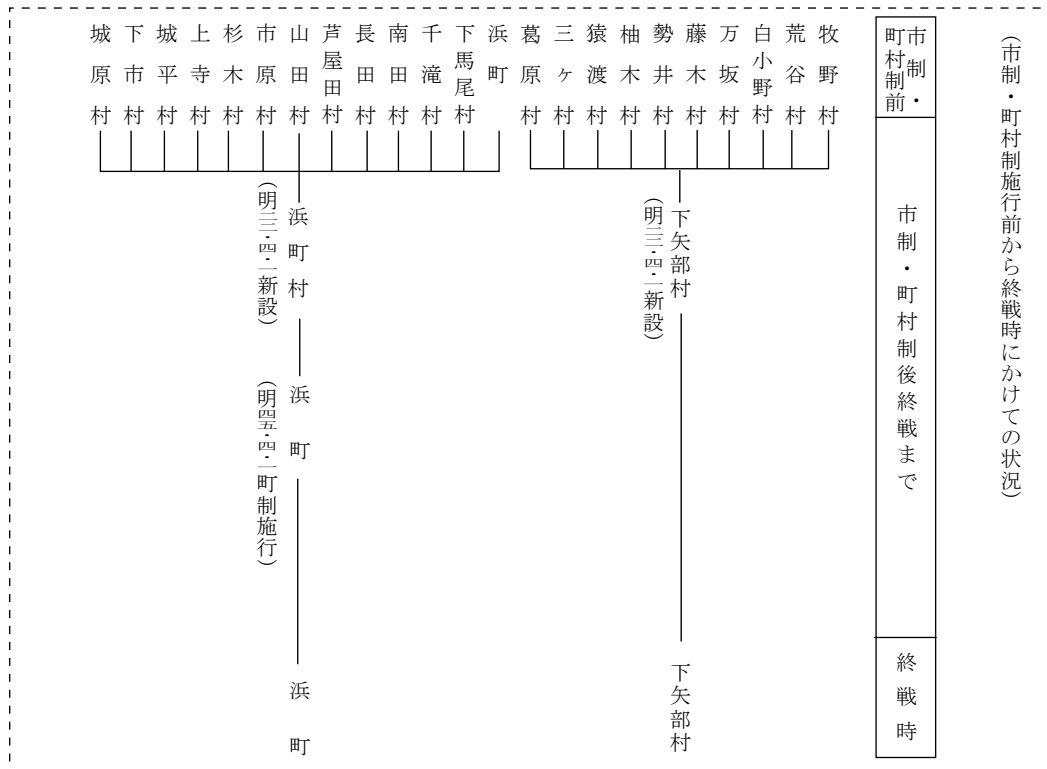 (市制・町村制施行前から終戦時にかけての状況)
市制・町村制前
市制・町村制後終戦まで
終戦時
牧野村
荒谷村
白小野村
万坂村
藤木村
勢井村
柚木村
猿渡村
三ヶ村
葛原村
下矢部村
(明二二・四・一新設)
下矢部村
浜町
下馬尾村
千滝村
南田村
長田村
芦屋田村
山田村
市原村
杉木村
上寺村
城平村
下市村
城原村
浜町村
(明二二・四・一新設)
浜町
(明四五・四・一町制施行)
浜町